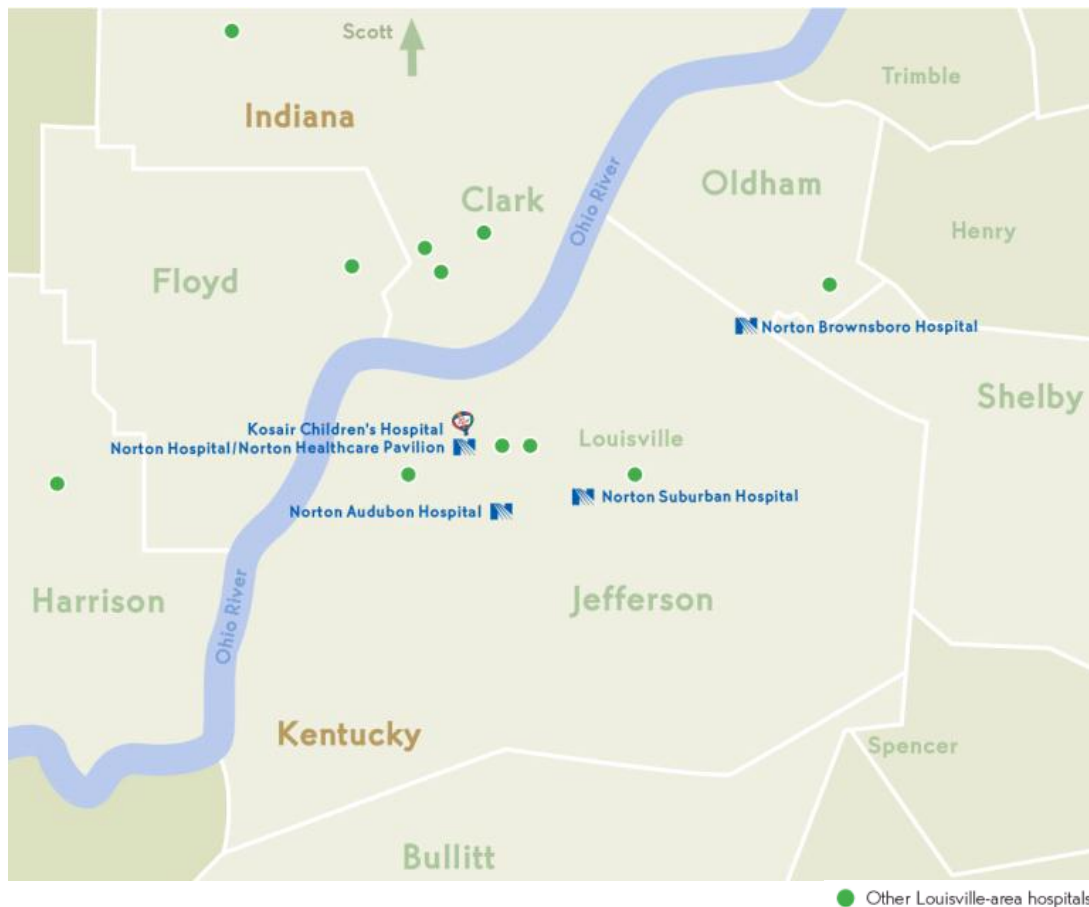 Scott
Trimble
Indiana
Ohio River
Oldham
Clark
Henry
Floyd
Norton Brownsboro Hospital
Shelby
Kosair Children's Hospital
Norton Hospital/Norton Healthcare Pavilion
Louisville
Norton Suburban Hospital
Norton Audubon Hospital
Harrison
Jefferson
Ohio River
Kentucky
Spencer
Bullitt
Other Louisville-area hospitals